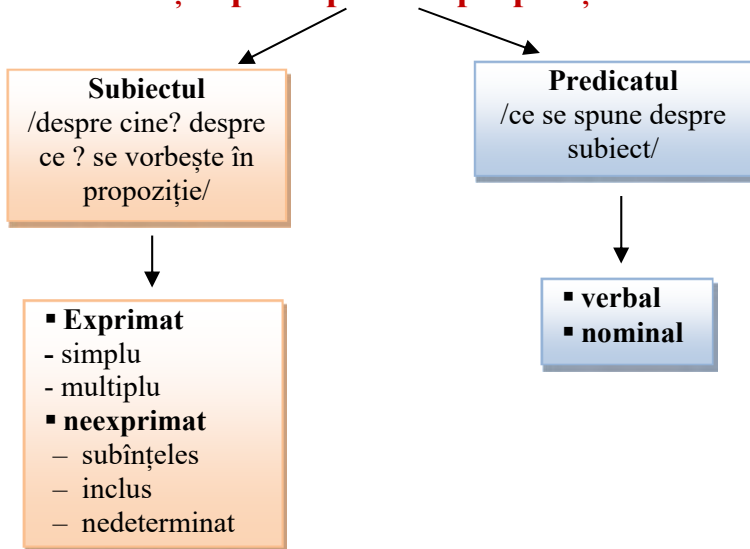 Subiectul
/despre cine? despre
ce ? se vorbește în
propoziție/
Predicatul
/ce se spune despre
subiect/
▪ Exprimat
- simplu
- multiplu
▪ neexprimat
– subînțeles
– inclus
– nedeterminat
▪ verbal
▪ nominal